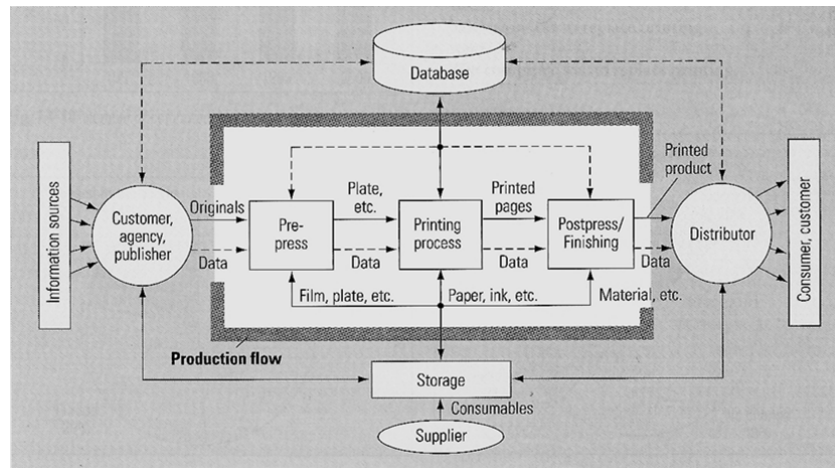 Database
Information sources
Customer,
agency,
publisher
Originals
Data
Pre-
press
Plate,
etc.
Data
Printing
process
Printed
pages
Data
Postpress/
Finishing
Printed
product
Data
Distributor
Consumer, customer
Film, plate, etc.
Paper, ink, etc.
Material, etc.
Production flow
Storage
Consumables
Supplier